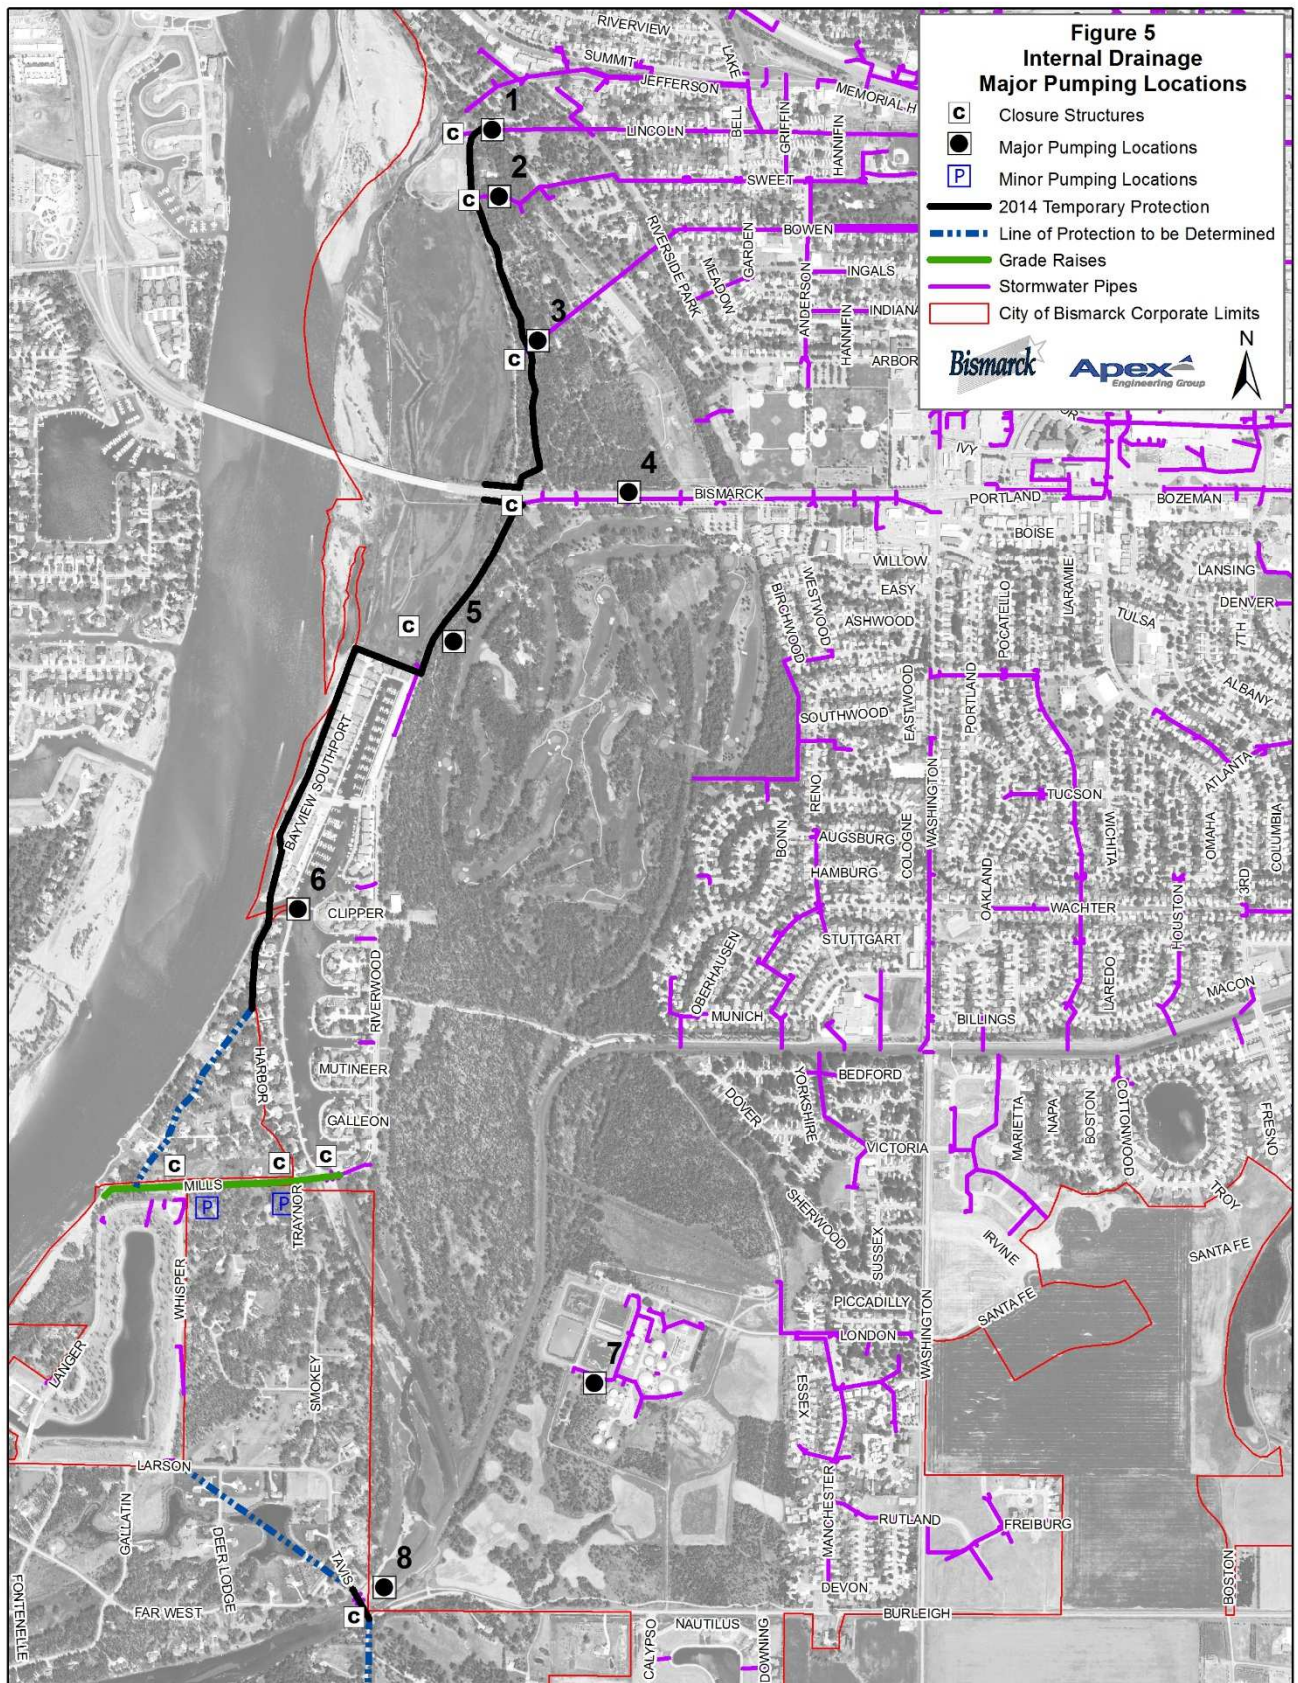 Figure 5
Internal Drainage
Major Pumping Locations
C Closure Structures
Major Pumping Locations
P Minor Pumping Locations
2014 Temporary Protection
Line of Protection to be Determined
Grade Raises
Stormwater Pipes
City of Bismarck Corporate Limits
Bismarck
Apex
Engineering Group
N
RIVERVIEW
SUMMIT
LAKE
JEFFERSON
MEMORIAL H
1
C
LINCOLN
BELL
GRIFFIN
HANNIFIN
2
C
SWEET
RIVERSIDE PARK
BOWEN
GARDEN
MEADOW
ANDERSON
INGALS
HANNIFIN
INDIANA
3
C
ARBOR
IVY
4
C
BISMARCK
PORTLAND
BOZEMAN
BOISE
WILLOW
EASY
ASHWOOD
WESTWOOD
BIRCHWOOD
EASTWOOD
POCATELLO
LARAMIE
LANSING
DENVER
TULSA
7TH
ALBANY
5
C
PORTLAND
SOUTHWOOD
WASHINGTON
BAYVIEW SOUTHPORT
RENO
TUCSON
ATLANTA
BONN
AUGSBURG
COLOGNE
WICHITA
OMAHA
COLUMBIA
HAMBURG
OAKLAND
6
CLIPPER
WACHTER
HOUSTON
3RD
STUTTGART
OBERHAUSEN
RIVERWOOD
LAREDO
MACON
MUNICH
BILLINGS
HARBOR
MUTINEER
BEDFORD
YORKSHIRE
DOVER
GALLEON
MARIETTA
NAPA
BOSTON
COTTONWOOD
FRESNO
VICTORIA
C
C
C
MILLS
P
P
TRAYNOR
WHISPER
SHERWOOD
SUSSEX
IRVINE
TROY
SANTA FE
SANTA FE
PICCADILLY
LONDON
WASHINGTON
7
LANGER
SMOKEY
ESSEX
LARSON
GALLATIN
DEER LODGE
MANCHESTER
RUTLAND
FREIBURG
TAVIS
8
C
DEVON
BOSTON
FONTENELLE
FAR WEST
BURLEIGH
CALYPSO
NAUTILUS
DOWNING